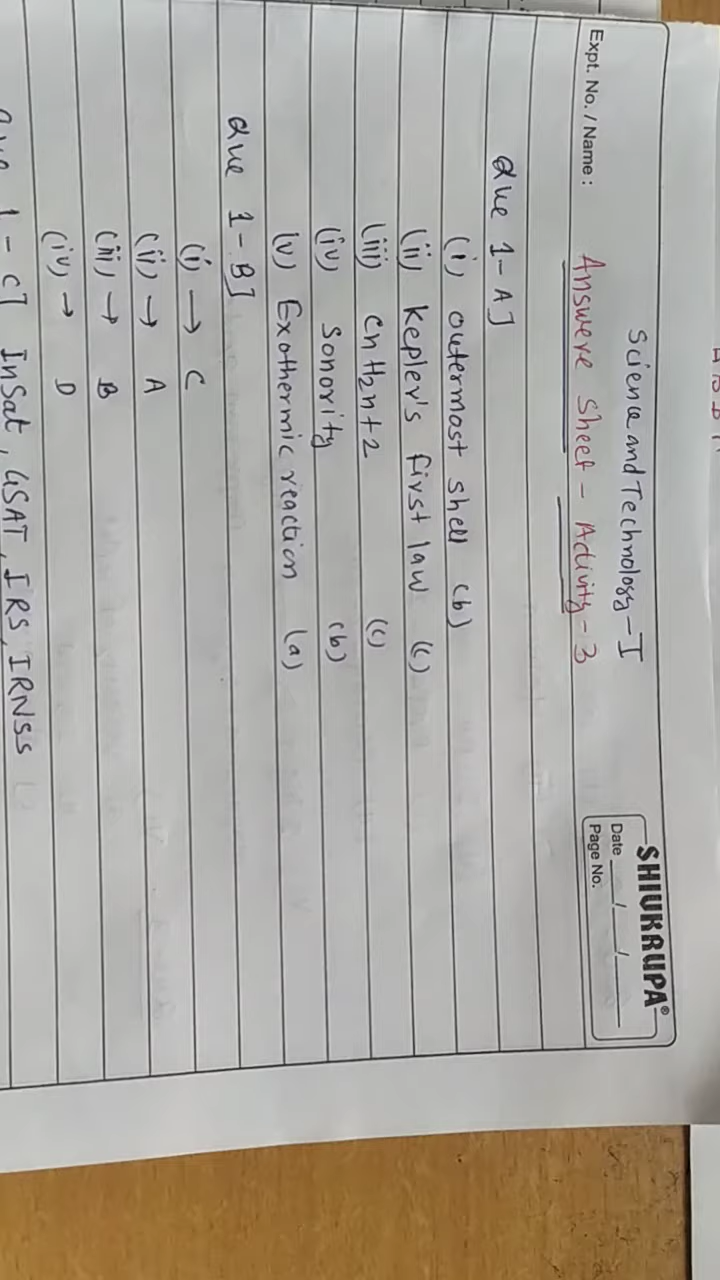 SHIVKRUPA®
Science and Technology-I
Date / /
Expt. No. / Name : Answere Sheet - Activity-3
Page No.
Que 1-A]
(i) outermost shell (b)
(ii) Kepler's first law (c)
(iii) CnH2n+2 (c)
(iv) Sonority (b)
(v) Exothermic reaction (a)
Que 1-B]
(i) → C
(ii) → A
(iii) → B
(iv) → D
Que 1-C] InSat, GSAT, IRS, IRNSS